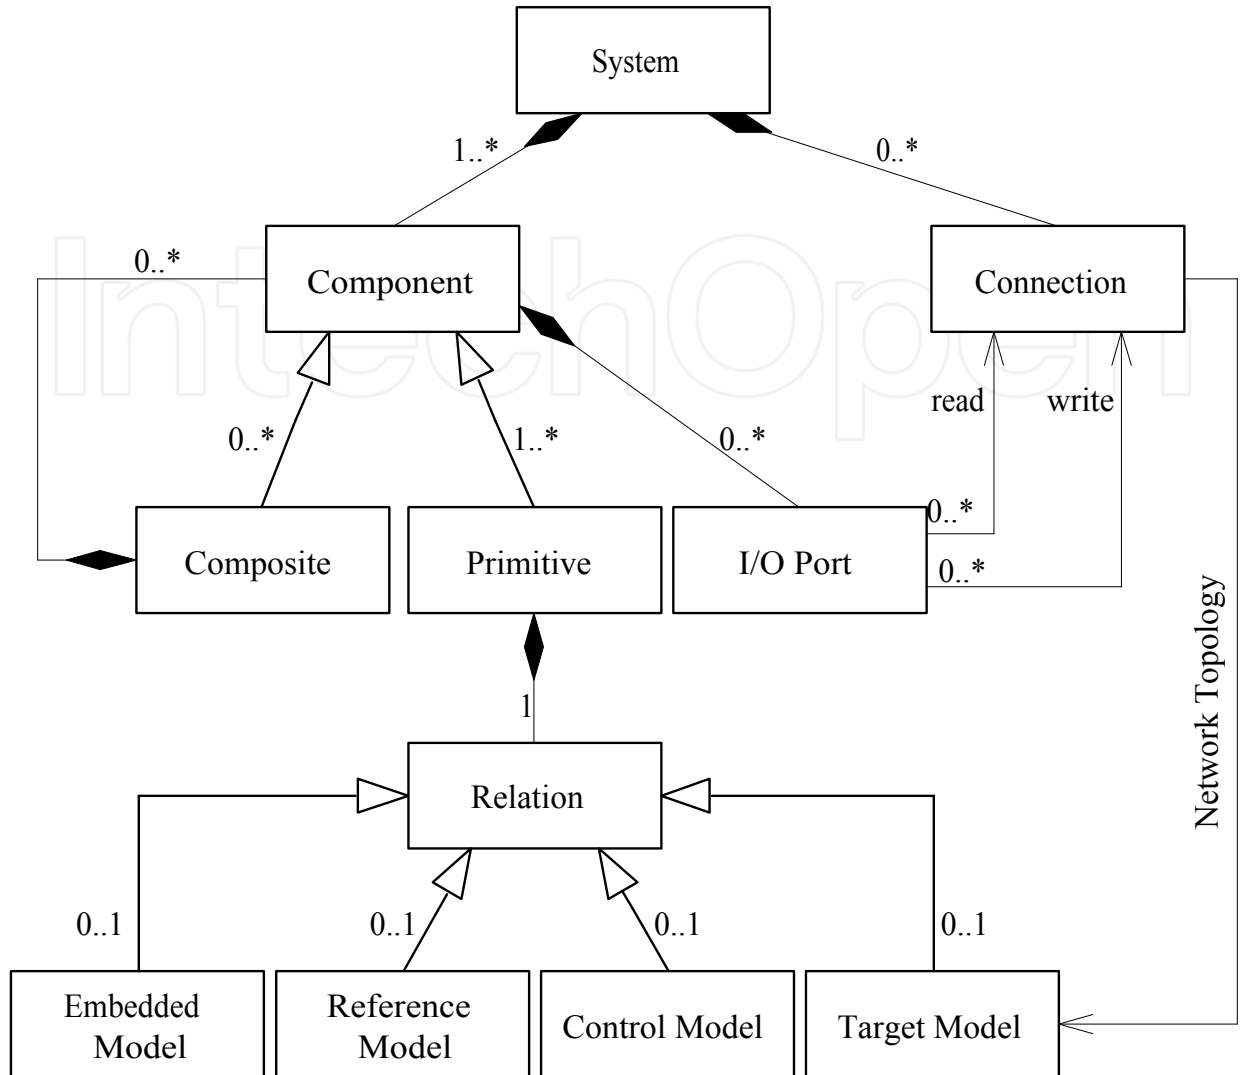 System
1..*
0..*
IntechOpen
0..*
Component
Connection
read
write
0..*
1..*
0..*
0..*
Composite
Primitive
I/O Port
0..*
Network Topology
1
Relation
0..1
0..1
0..1
0..1
Embedded
Model
Reference
Model
Control Model
Target Model